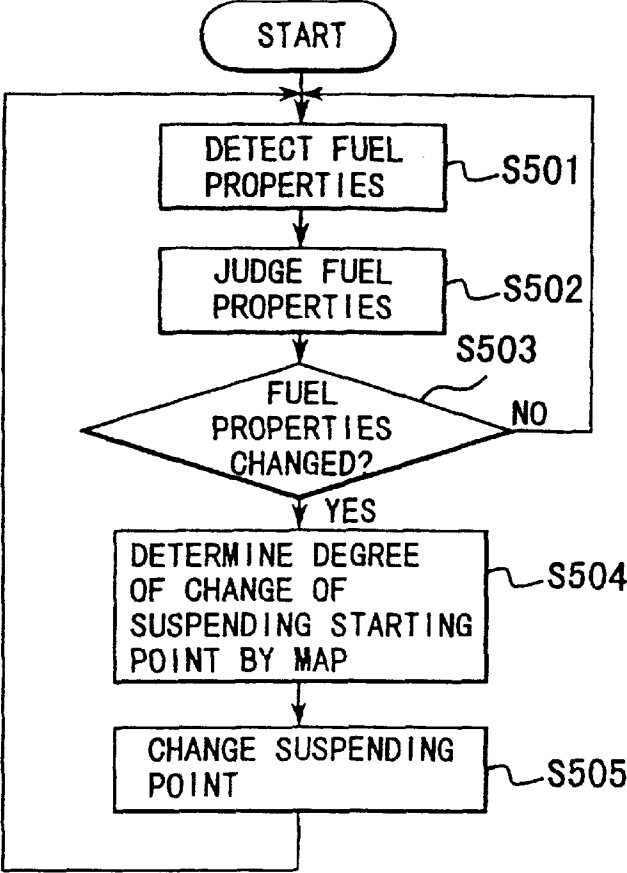 START
DETECT FUEL
PROPERTIES
S501
JUDGE FUEL
PROPERTIES
S502
S503
FUEL
PROPERTIES
CHANGED?
NO
YES
DETERMINE DEGREE
OF CHANGE OF
SUSPENDING STARTING
POINT BY MAP
S504
CHANGE SUSPENDING
POINT
S505